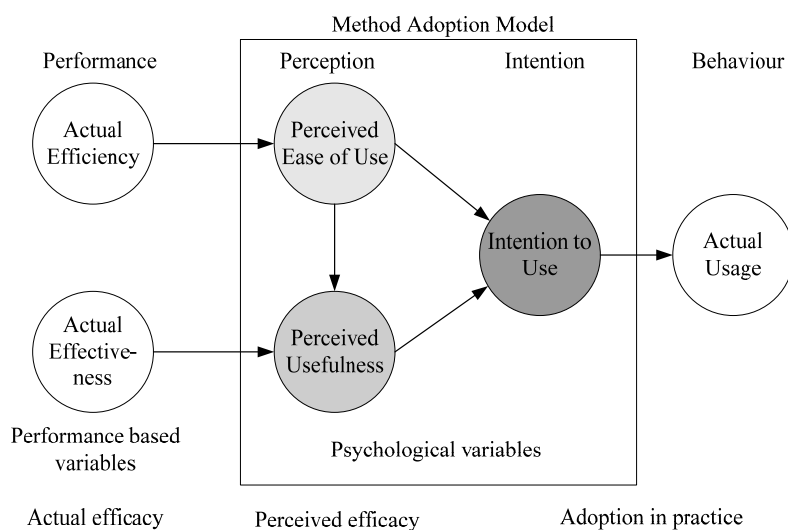 Method Adoption Model
Performance
Perception
Intention
Behaviour
Actual
Efficiency
Perceived
Ease of Use
Intention to
Use
Actual
Usage
Actual
Effective-
ness
Perceived
Usefulness
Performance based
variables
Psychological variables
Actual efficacy
Perceived efficacy
Adoption in practice